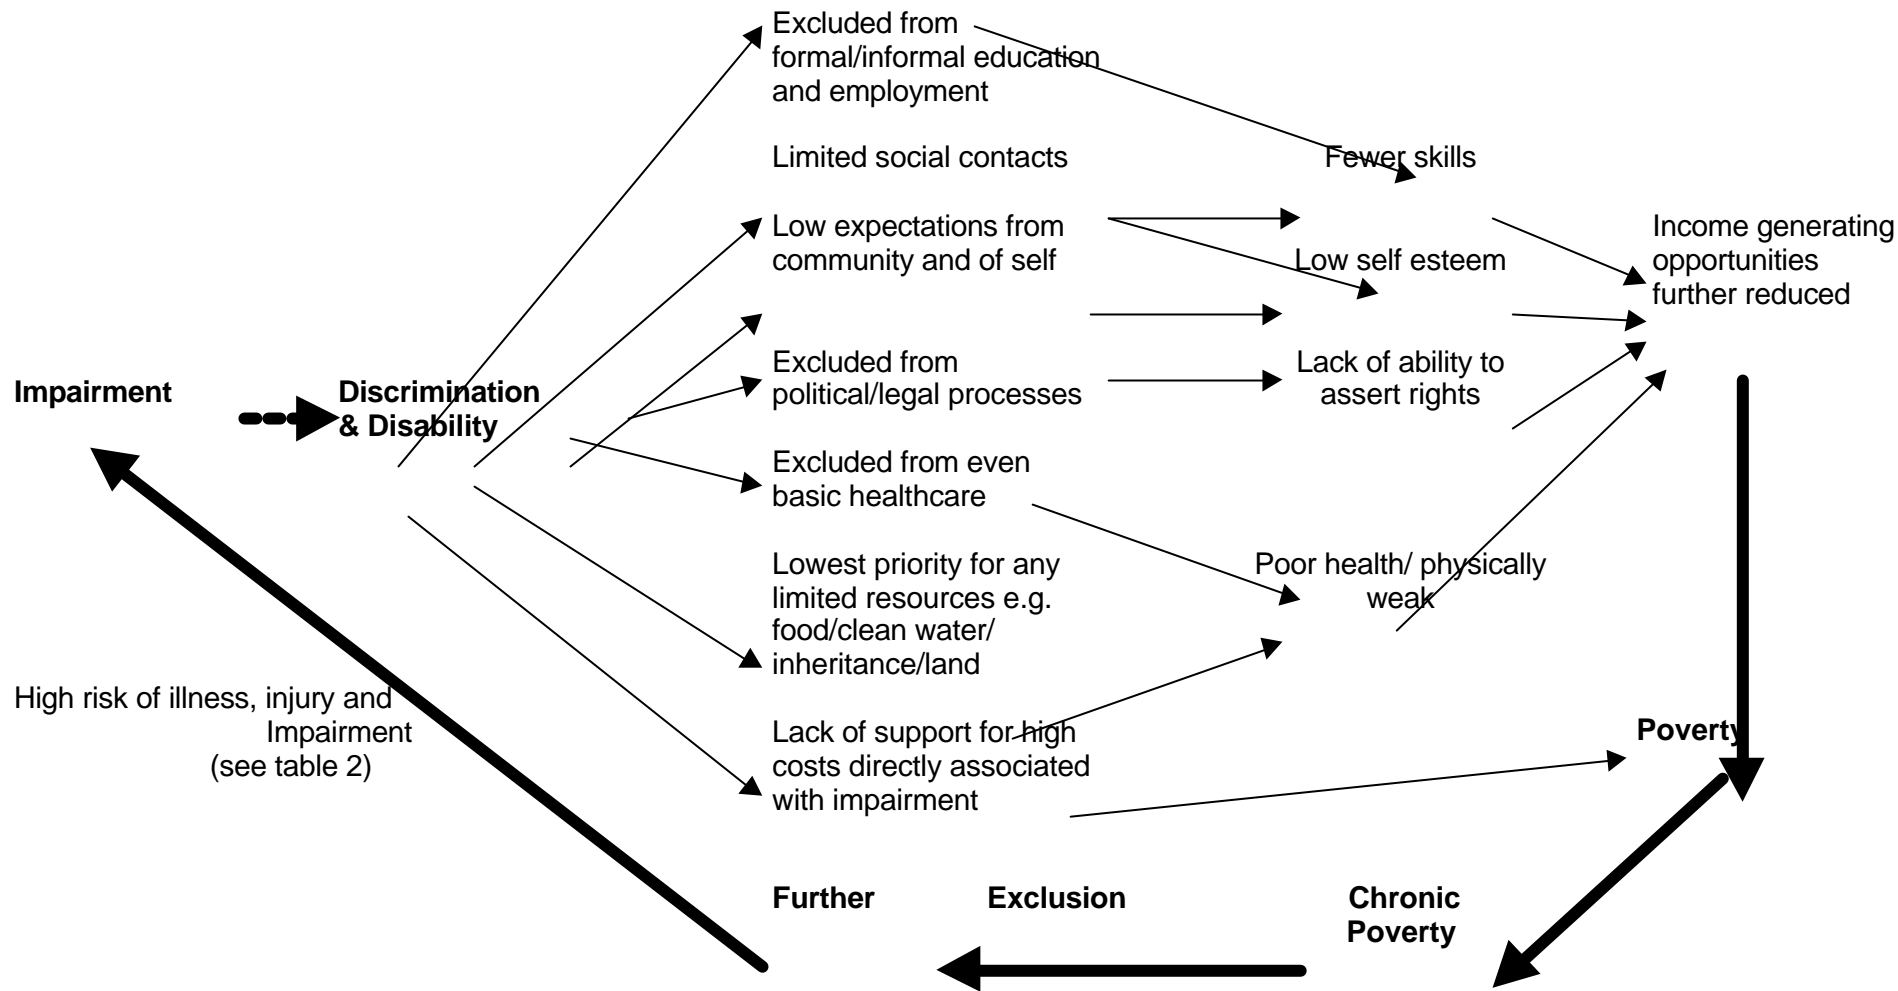 Excluded from
formal/informal education
and employment
Limited social contacts
Fewer skills
Low expectations from
community and of self
Low self esteem
Income generating
opportunities
further reduced
Impairment
Discrimination
& Disability
Excluded from
political/legal processes
Lack of ability to
assert rights
Excluded from even
basic healthcare
Lowest priority for any
limited resources e.g.
food/clean water/
inheritance/land
Poor health/ physically
weak
High risk of illness, injury and
Impairment
(see table 2)
Lack of support for high
costs directly associated
with impairment
Poverty
Further Exclusion
Chronic
Poverty